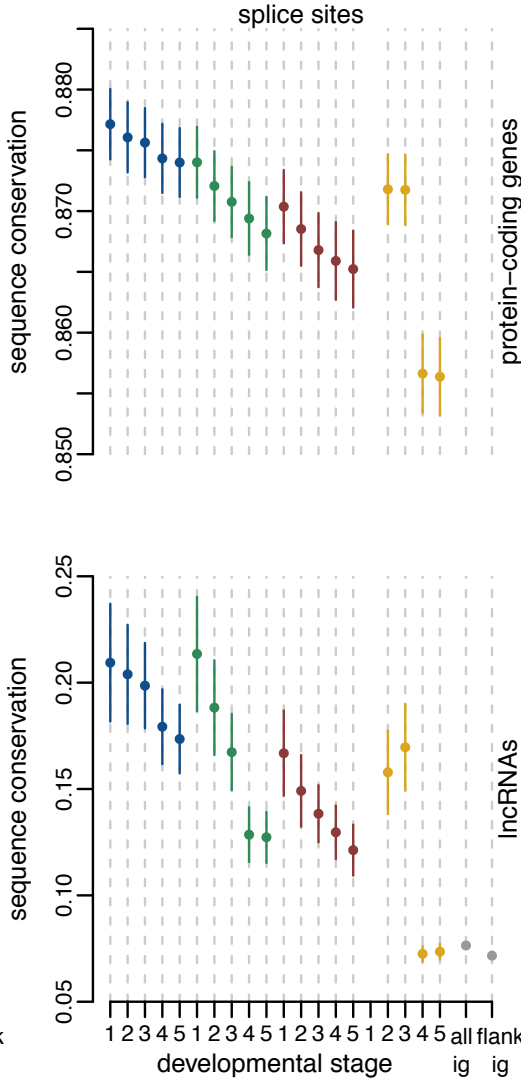 splice sites
0.880
0.870
0.860
0.850
sequence conservation
protein−coding genes
0.25
0.20
0.15
0.10
0.05
sequence conservation
lncRNAs
1 2 3 4 5 1 2 3 4 5 1 2 3 4 5 1 2 3 4 5 all flank
developmental stage ig ig